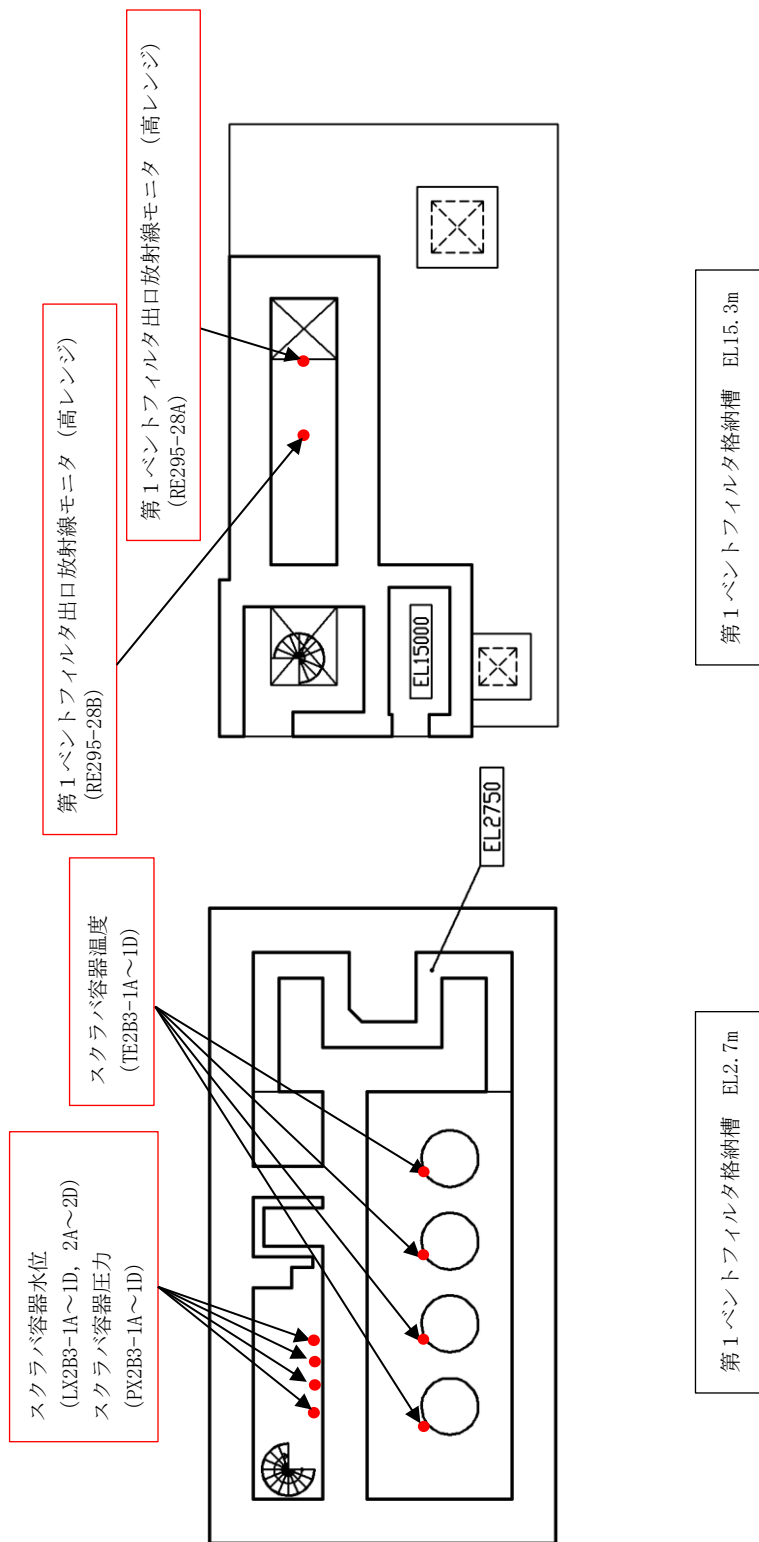 スクラバ容器水位
(LX2B3-1A～1D, 2A～2D)
スクラバ容器圧力
(PX2B3-1A～1D)
スクラバ容器温度
(TE2B3-1A～1D)
EL2750
第１ベントフィルタ格納槽 EL2.7m
第１ベントフィルタ出口放射線モニタ（高レンジ）
(RE295-28B)
第１ベントフィルタ出口放射線モニタ（高レンジ）
(RE295-28A)
EL15000
第１ベントフィルタ格納槽 EL15.3m